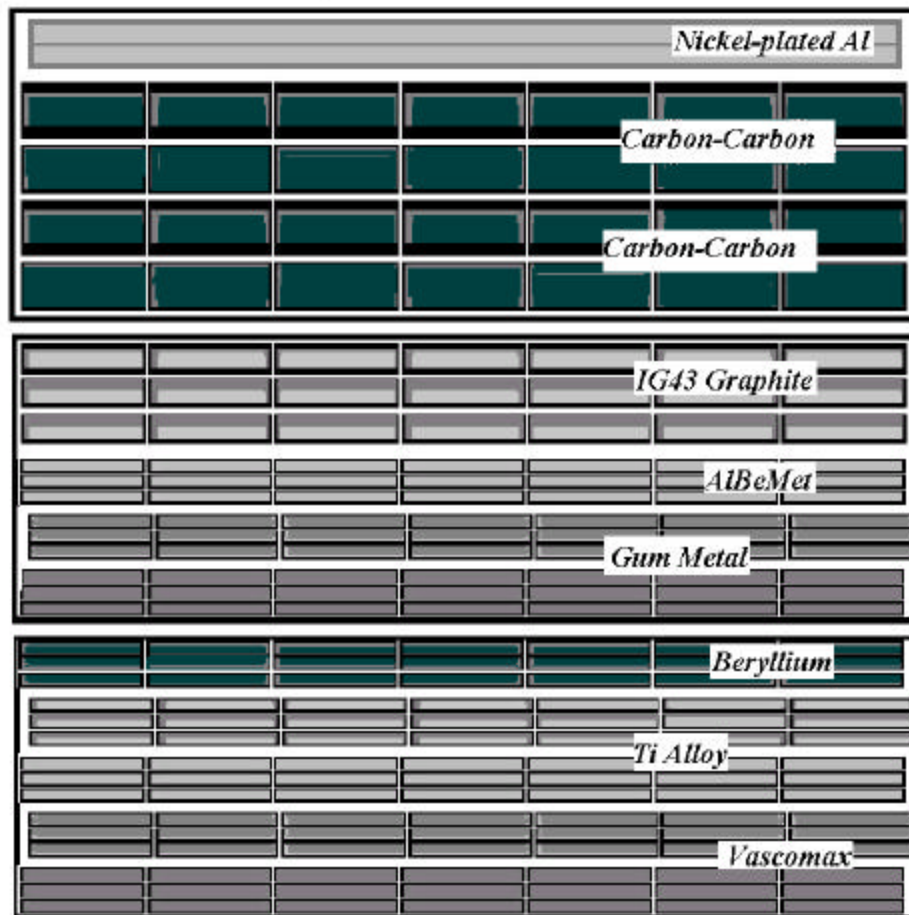 Nickel-plated Al
Carbon-Carbon
Carbon-Carbon
IG43 Graphite
AlBeMet
Gum Metal
Beryllium
Ti Alloy
Vascomax